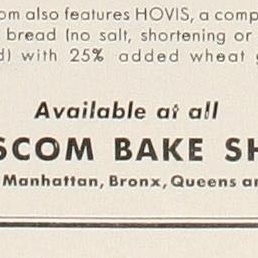 om also features HOVIS, a comp
bread (no salt, shortening or
d) with 25% added wheat g
Available at all
SCOM BAKE SH
Manhattan, Bronx, Queens an